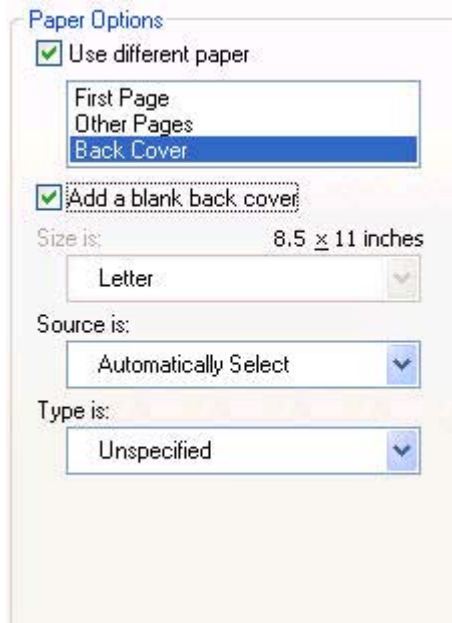 Paper Options
Use different paper
First Page
Other Pages
Back Cover
Add a blank back cover
Size is: 8.5 x 11 inches
Letter
Source is:
Automatically Select
Type is:
Unspecified